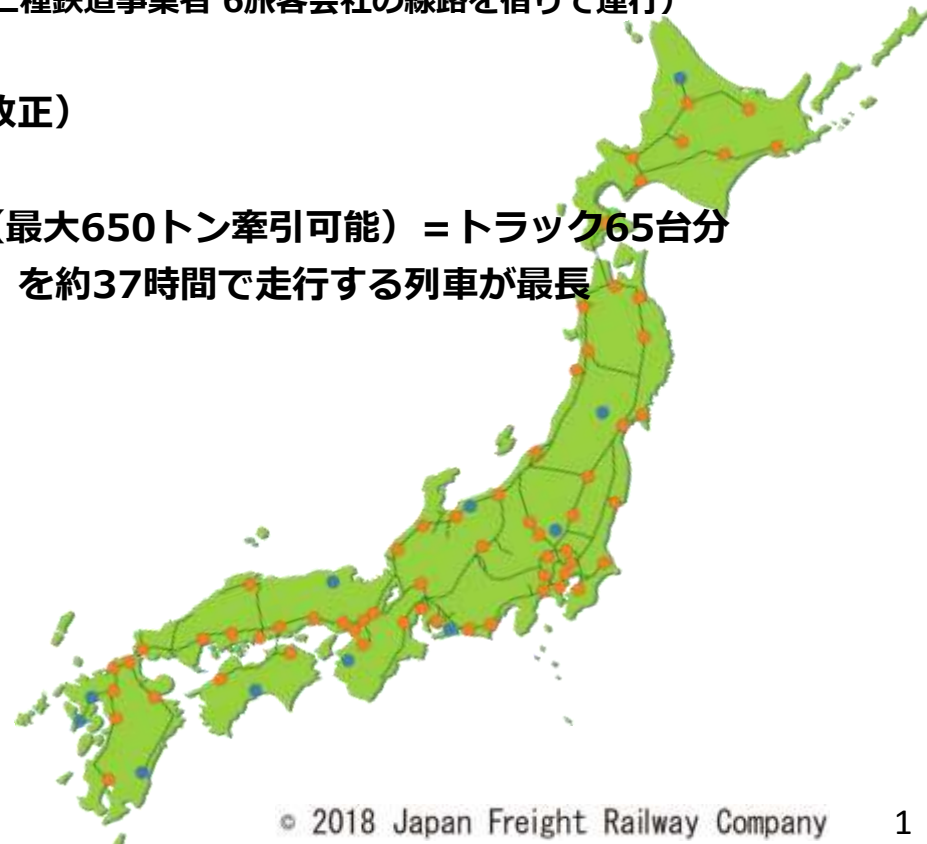 二種鉄道事業者 6旅客会社の線路を借りて運行）
改正）
（最大650トン牽引可能）＝トラック65台分
を約37時間で走行する列車が最長
© 2018 Japan Freight Railway Company 1